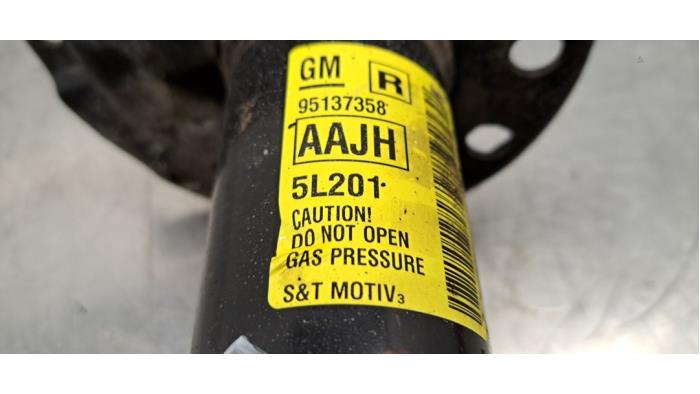 GM R
95137358
AAJH
5L201
CAUTION!
DO NOT OPEN
GAS PRESSURE
S&T MOTIV3